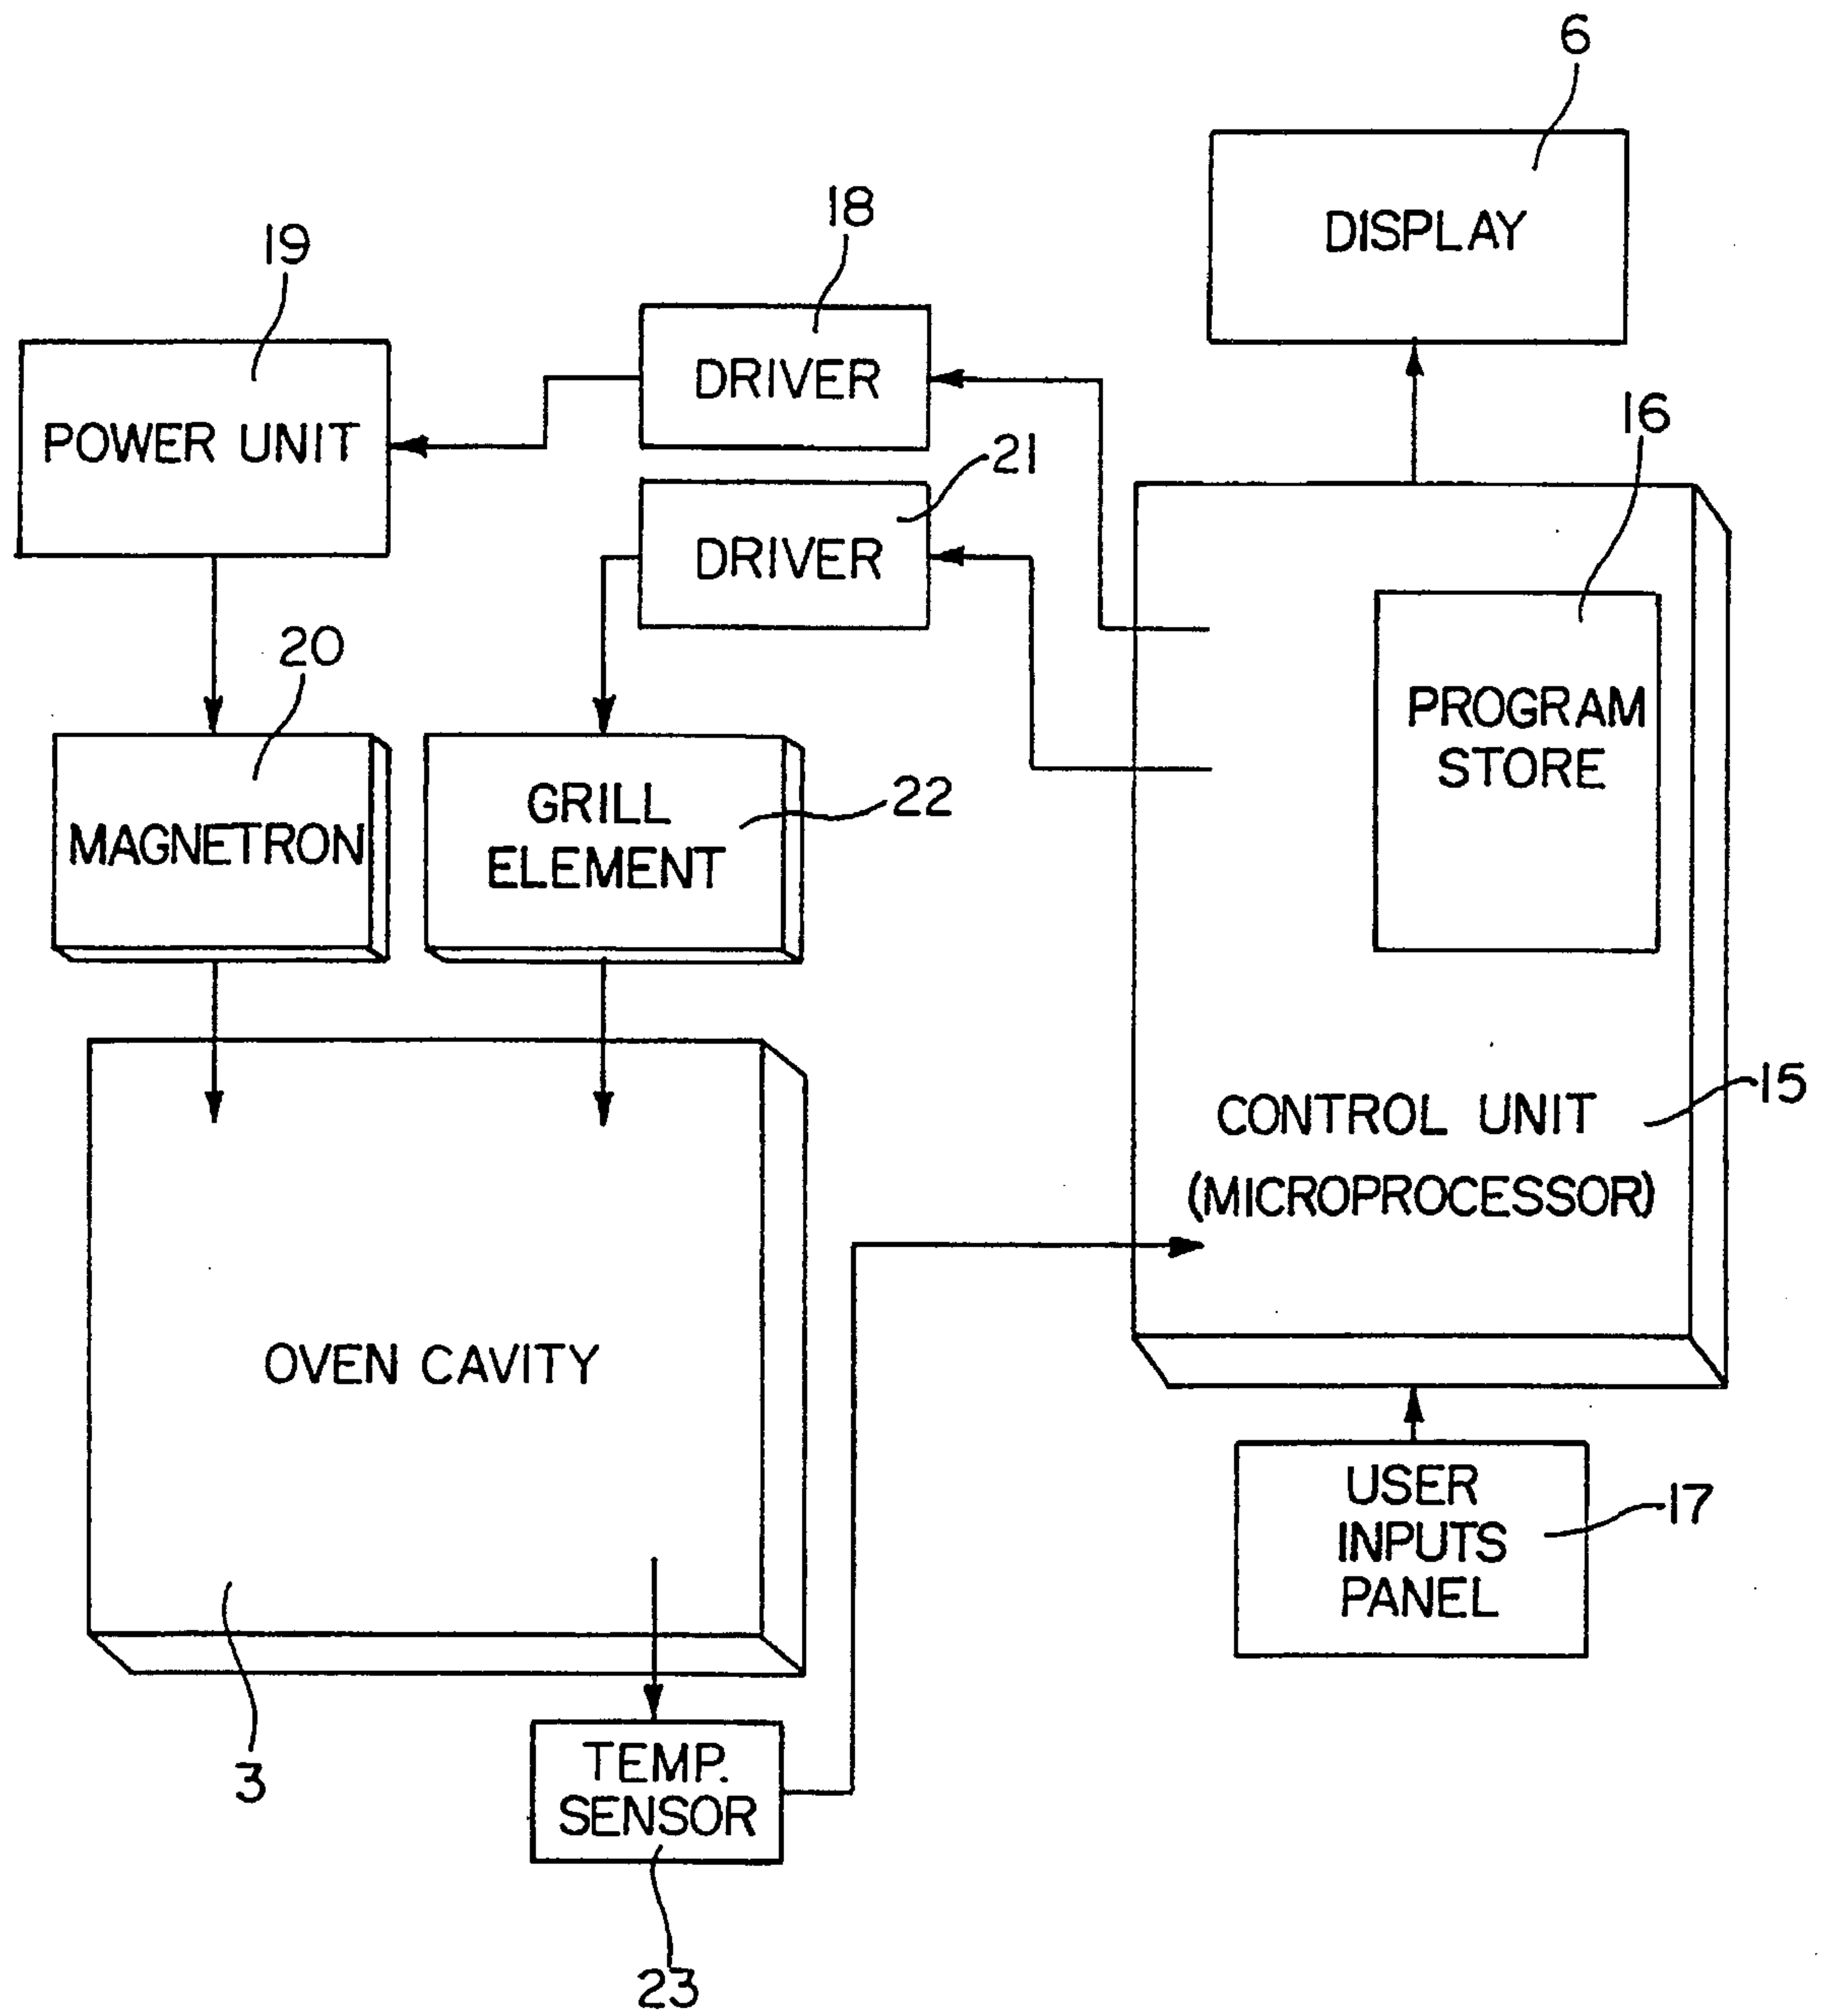 6
DISPLAY
18
19
DRIVER
POWER UNIT
16
21
DRIVER
20
PROGRAM
STORE
MAGNETRON
GRILL
ELEMENT
22
15
CONTROL UNIT
(MICROPROCESSOR)
OVEN CAVITY
USER
INPUTS
PANEL
17
3
TEMP.
SENSOR
23